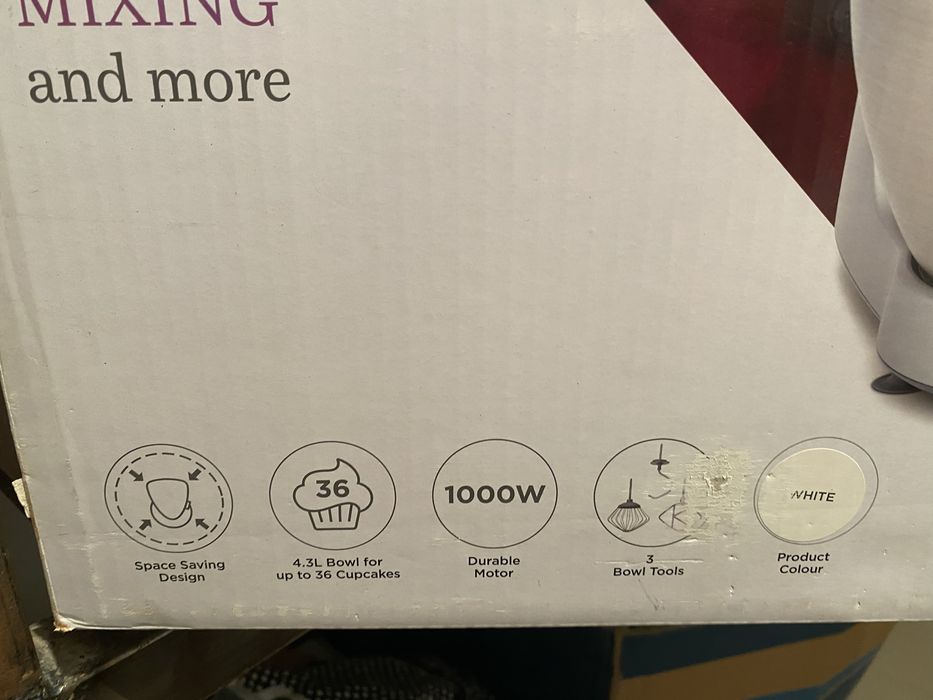 MIXING
and more
36
1000W
WHITE
Space Saving
Design
4.3L Bowl for
up to 36 Cupcakes
Durable
Motor
3
Bowl Tools
Product
Colour